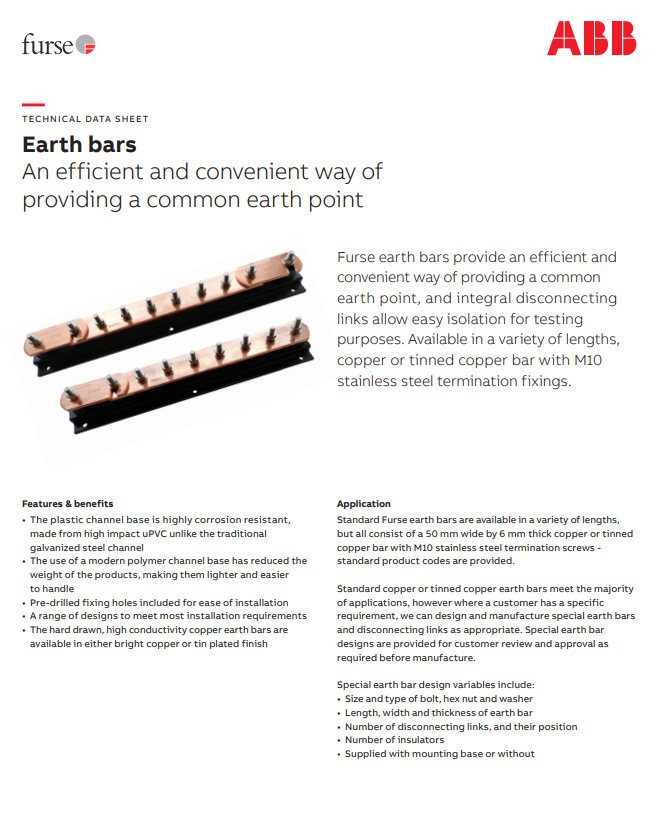 furse
ABB
TECHNICAL DATA SHEET
Earth bars
An efficient and convenient way of
providing a common earth point
Furse earth bars provide an efficient and
convenient way of providing a common
earth point, and integral disconnecting
links allow easy isolation for testing
purposes. Available in a variety of lengths,
copper or tinned copper bar with M10
stainless steel termination fixings.
Features & benefits
• The plastic channel base is highly corrosion resistant,
made from high impact uPVC unlike the traditional
galvanized steel channel
• The use of a modern polymer channel base has reduced the
weight of the products, making them lighter and easier
to handle
• Pre-drilled fixing holes included for ease of installation
• A range of designs to meet most installation requirements
• The hard drawn, high conductivity copper earth bars are
available in either bright copper or tin plated finish
Application
Standard Furse earth bars are available in a variety of lengths,
but all consist of a 50 mm wide by 6 mm thick copper or tinned
copper bar with M10 stainless steel termination screws -
standard product codes are provided.
Standard copper or tinned copper earth bars meet the majority
of applications, however where a customer has a specific
requirement, we can design and manufacture special earth bars
and disconnecting links as appropriate. Special earth bar
designs are provided for customer review and approval as
required before manufacture.
Special earth bar design variables include:
• Size and type of bolt, hex nut and washer
• Length, width and thickness of earth bar
• Number of disconnecting links, and their position
• Number of insulators
• Supplied with mounting base or without